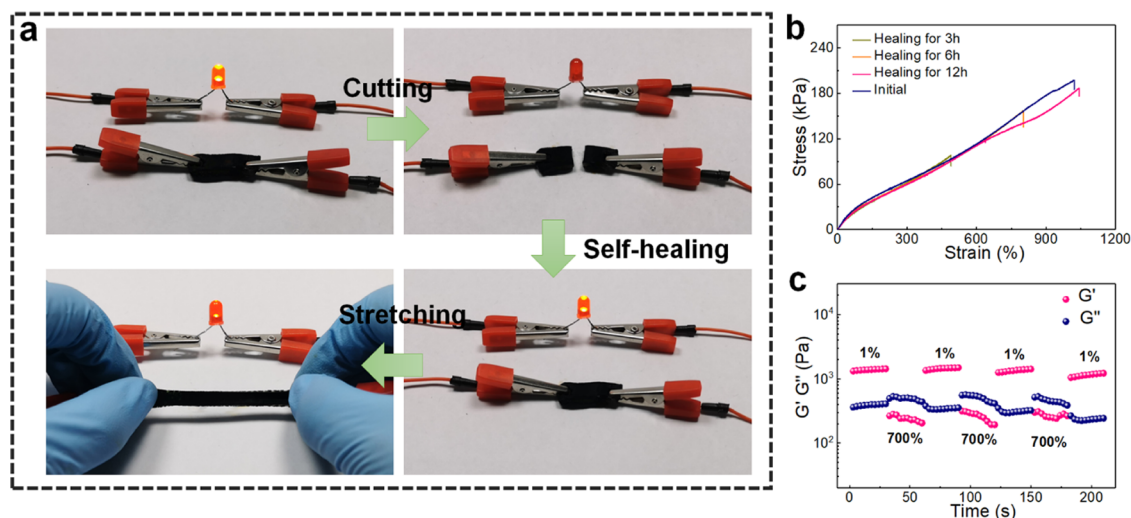 a
Cutting
Self-healing
Stretching
b
Healing for 3h
Healing for 6h
Healing for 12h
Initial
Stress (kPa)
240
180
120
60
0
0 300 600 900 1200
Strain (%)
c
G'
G"
G' G" (Pa)
10⁴
10³
10²
1% 1% 1% 1%
700% 700% 700%
0 50 100 150 200
Time (s)